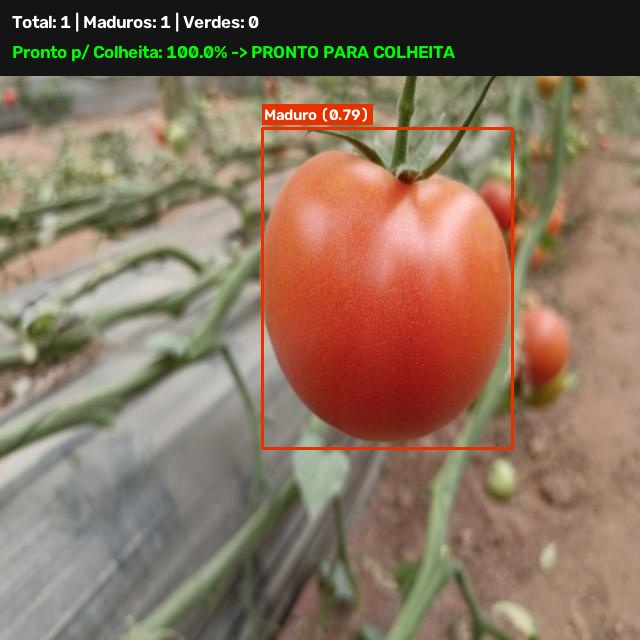 Total: 1 | Maduros: 1 | Verdes: 0
Pronto p/ Colheita: 100.0% -> PRONTO PARA COLHEITA
Maduro (0.79)